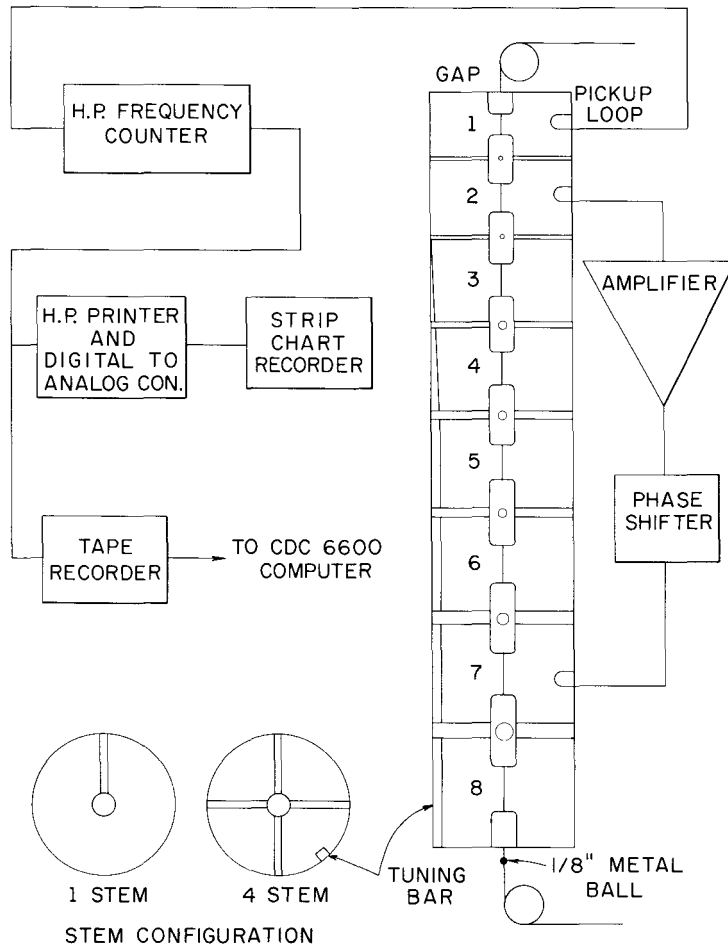 GAP
PICKUP
LOOP
H.P. FREQUENCY
COUNTER
1
2
3
4
5
6
7
8
AMPLIFIER
H.P. PRINTER
AND
DIGITAL TO
ANALOG CON.
STRIP
CHART
RECORDER
PHASE
SHIFTER
TAPE
RECORDER
TO CDC 6600
COMPUTER
1 STEM
4 STEM
TUNING
BAR
1/8" METAL
BALL
STEM CONFIGURATION